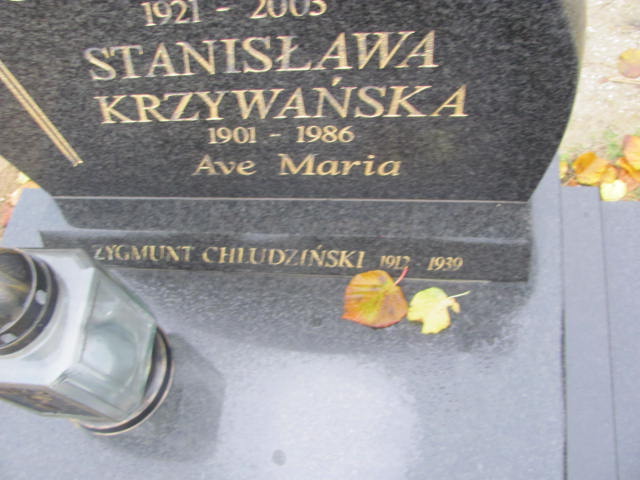 1921 - 2003
STANISŁAWA
KRZYWAŃSKA
1901 - 1986
Ave Maria
ZYGMUNT CHŁUDZIŃSKI 1912 - 1939